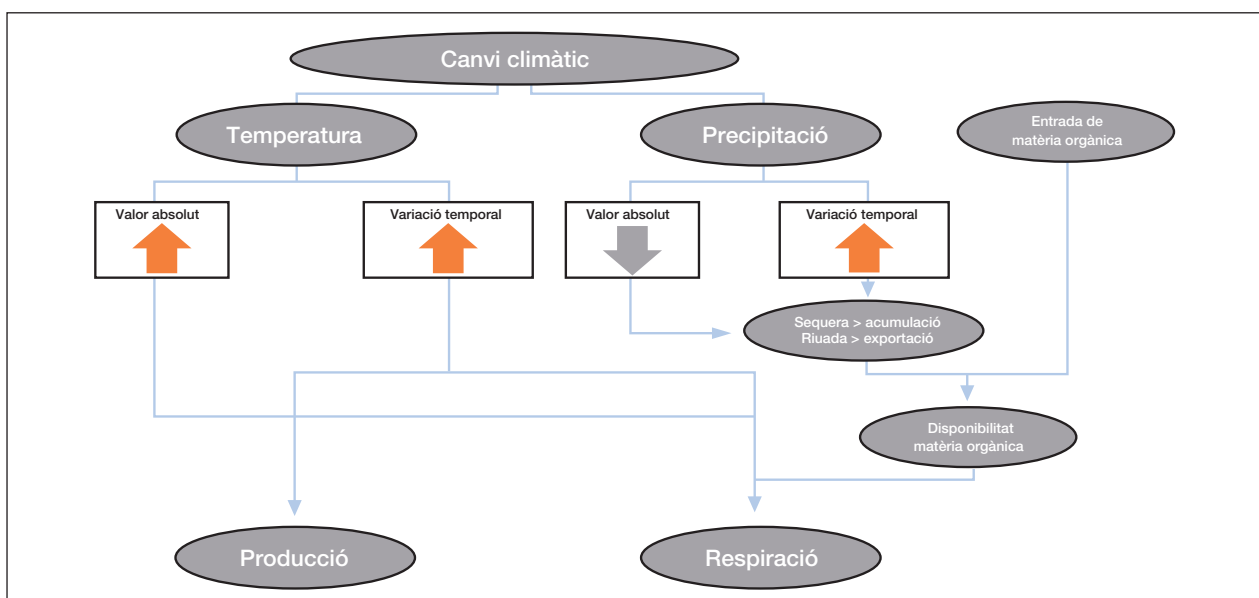 Canvi climàtic
Temperatura
Precipitació
Entrada de
matèria orgànica
Valor absolut
Variació temporal
Valor absolut
Variació temporal
Sequera > acumulació
Riuada > exportació
Disponibilitat
matèria orgànica
Producció
Respiració